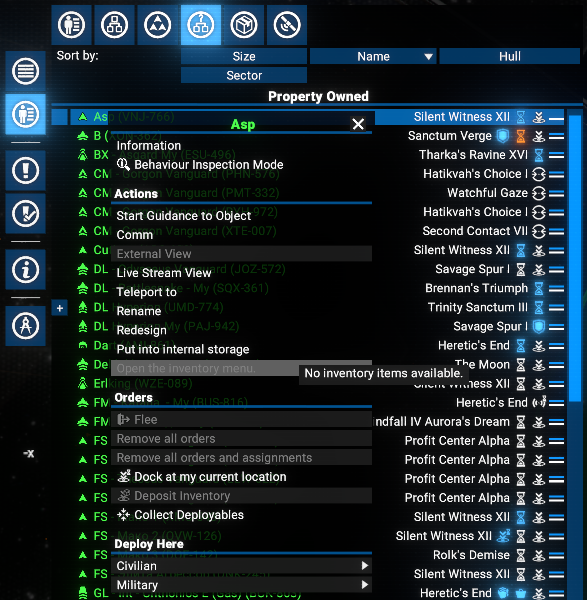 Sort by:
Size
Name
Hull
Sector
Property Owned
Asp (VNJ-766) Silent Witness XII
Asp
B Sanctum Verge
Information
BX (ESU-496) Tharka's Ravine XVI
Behaviour Inspection Mode
CM Gorgon Vanguard (PHN-576) Hatikvah's Choice I
Actions
CM Gorgon Vanguard (PMT-332) Watchful Gaze
Start Guidance to Object
CM Hatikvah's Choice I
Comm
CM Gorgon Vanguard (XTE-007) Second Contact VII
External View
Cu Silent Witness XII
Live Stream View
DL (JOZ-572) Savage Spur I
Teleport to
DL My (SQX-361) Brennan's Triumph
Rename
+ DL (UMD-774) Trinity Sanctum III
Redesign
DL My (PAJ-942) Savage Spur I
Put into internal storage
DL Heretic's End
Open the inventory menu.
De The Moon
No inventory items available.
Erlking (WZE-089) Silent Witness XII
Orders
FM My (BUS-816) Heretic's End
Flee
FM ndfall IV Aurora's Dream
Remove all orders
FS Profit Center Alpha
Remove all orders and assignments
FS Profit Center Alpha
Dock at my current location
FS Profit Center Alpha
Deposit Inventory
FS Profit Center Alpha
Collect Deployables
FS Silent Witness XII
FS (QVW-126) Silent Witness XII
Deploy Here
FS Rolk's Demise
Civilian
FS Silent Witness XII
Military
GL Heretic's End
-x